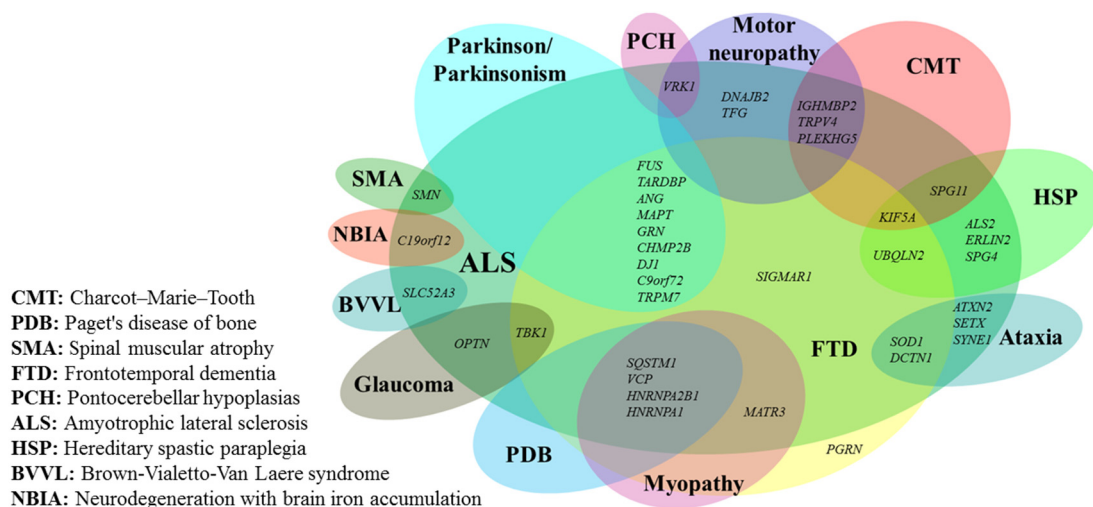 Parkinson/
Parkinsonism
PCH
VRK1
Motor
neuropathy
DNAJB2
TFG
IGHMBP2
TRPV4
PLEKHG5
CMT
SPG11
KIF5A
UBQLN2
HSP
ALS2
ERLIN2
SPG4
SMA
SMN
NBIA
C19orf12
ALS
BVVL
SLC52A3
Glaucoma
OPTN
TBK1
FUS
TARDBP
ANG
MAPT
GRN
CHMP2B
DJ1
C9orf72
TRPM7
SIGMAR1
FTD
ATXN2
SETX
SYNE1
SOD1
DCTN1
Ataxia
SQSTM1
VCP
HNRNPA2B1
HNRNPA1
MATR3
PDB
Myopathy
PGRN
CMT: Charcot–Marie–Tooth
PDB: Paget's disease of bone
SMA: Spinal muscular atrophy
FTD: Frontotemporal dementia
PCH: Pontocerebellar hypoplasias
ALS: Amyotrophic lateral sclerosis
HSP: Hereditary spastic paraplegia
BVVL: Brown-Vialetto-Van Laere syndrome
NBIA: Neurodegeneration with brain iron accumulation